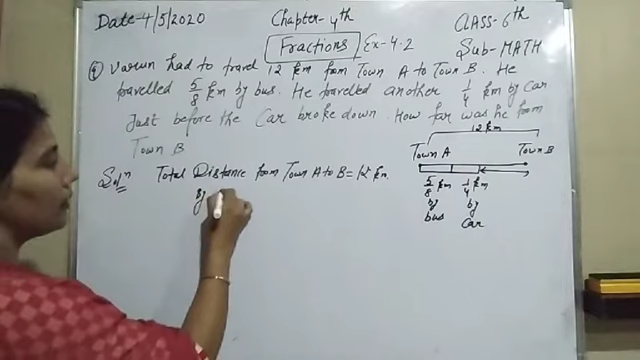 Date-4/5/2020 Chapter-4th CLASS-6th
Fractions Ex-4.2 Sub-MATH
Varun had to travel 12 km from Town A to Town B. He
travelled 5/8 km by bus. He travelled another 1/4 km by Car
Just before the Car broke down. How far was he from
Town B
12 km
Town A Town B
Solⁿ Total Distance from Town A to B = 12 km
5/8 km 1/4 km
by by
bus Car
By